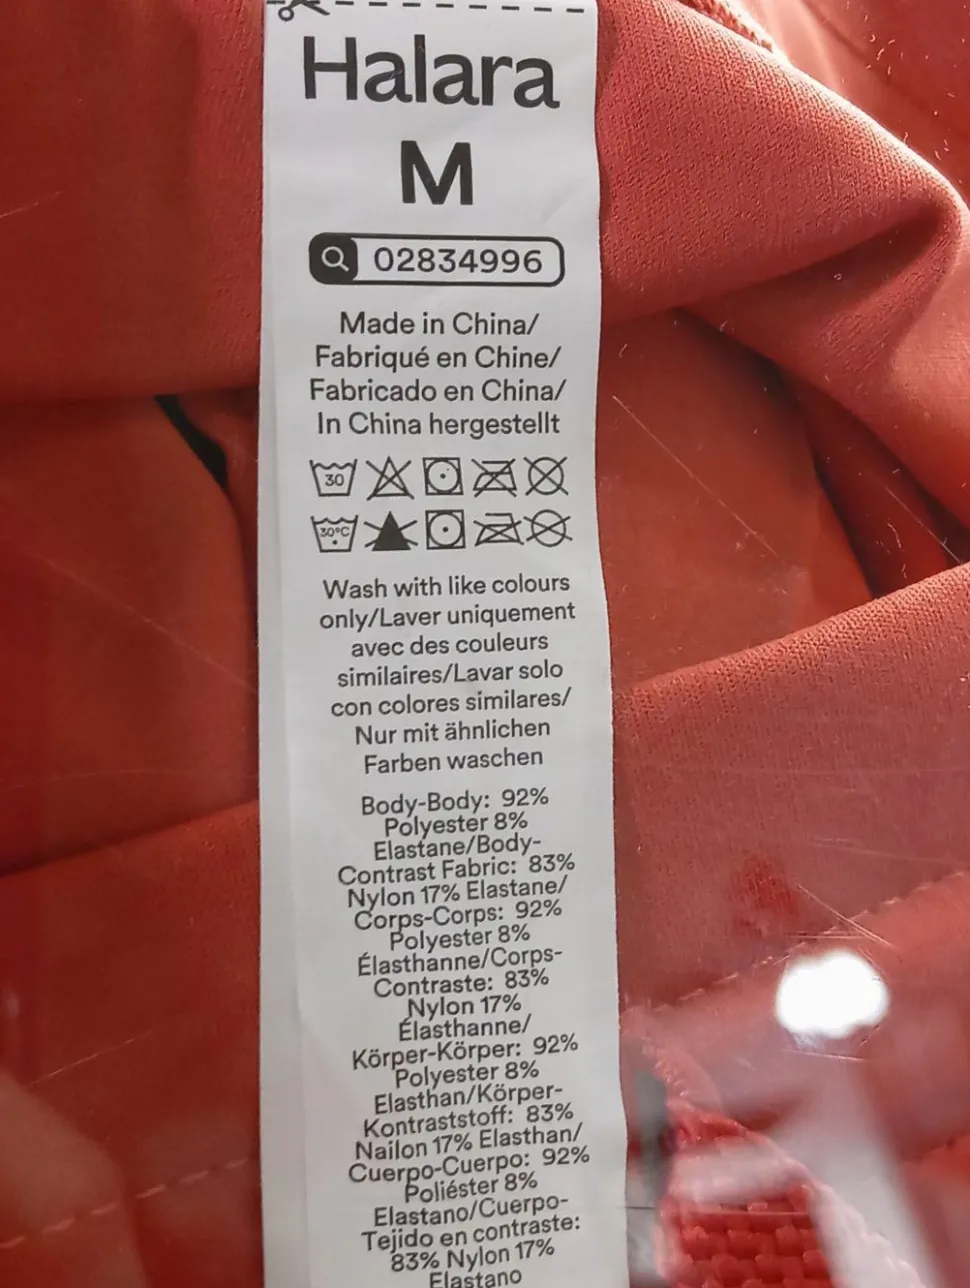 Halara
M
02834996
Made in China/
Fabriqué en Chine/
Fabricado en China/
In China hergestellt
30
30°C
Wash with like colours
only/Laver uniquement
avec des couleurs
similaires/Lavar solo
con colores similares/
Nur mit ähnlichen
Farben waschen
Body-Body: 92%
Polyester 8%
Elastane/Body-
Contrast Fabric: 83%
Nylon 17% Elastane/
Corps-Corps: 92%
Polyester 8%
Élasthanne/Corps-
Contraste: 83%
Nylon 17%
Élasthanne/
Körper-Körper: 92%
Polyester 8%
Elasthan/Körper-
Kontraststoff: 83%
Nailon 17% Elasthan/
Cuerpo-Cuerpo: 92%
Poliéster 8%
Elastano/Cuerpo-
Tejido en contraste:
83% Nylon 17%
Elastano